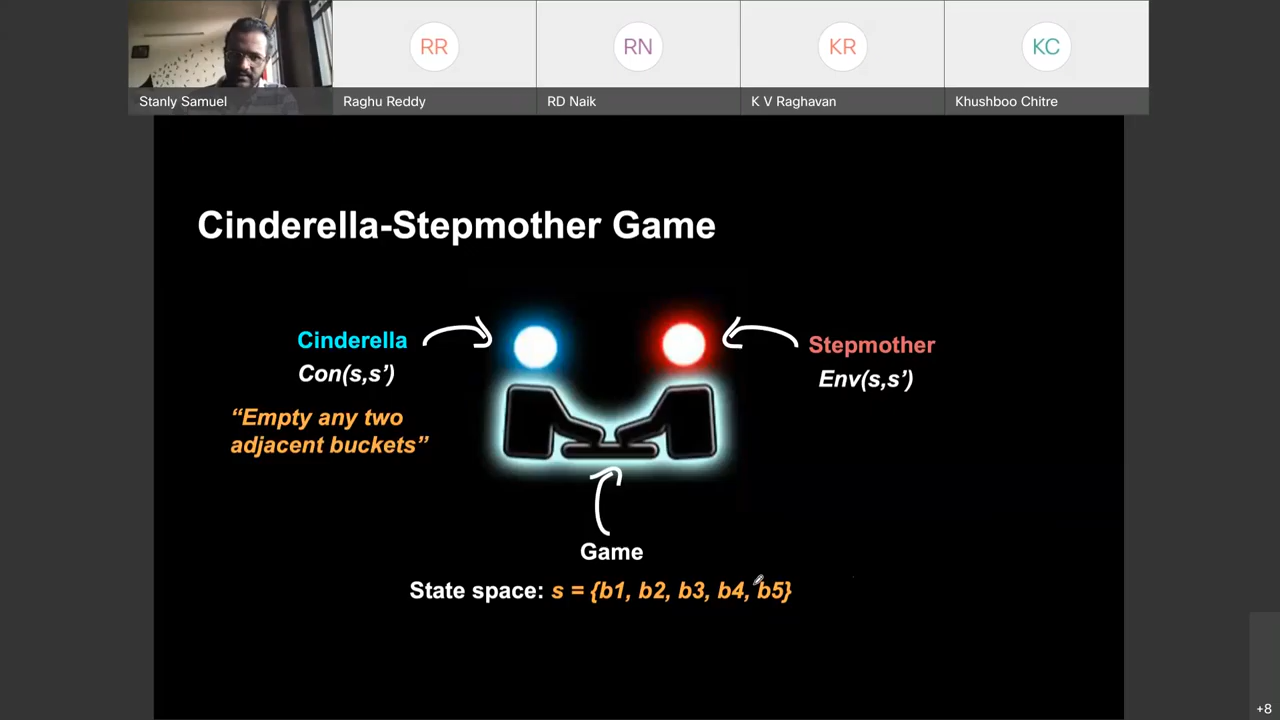 RR
RN
KR
KC
Stanly Samuel
Raghu Reddy
RD Naik
K V Raghavan
Khushboo Chitre
Cinderella-Stepmother Game
Cinderella
Con(s,s’)
“Empty any two
adjacent buckets”
Stepmother
Env(s,s’)
Game
State space: s = {b1, b2, b3, b4, b5}
+8